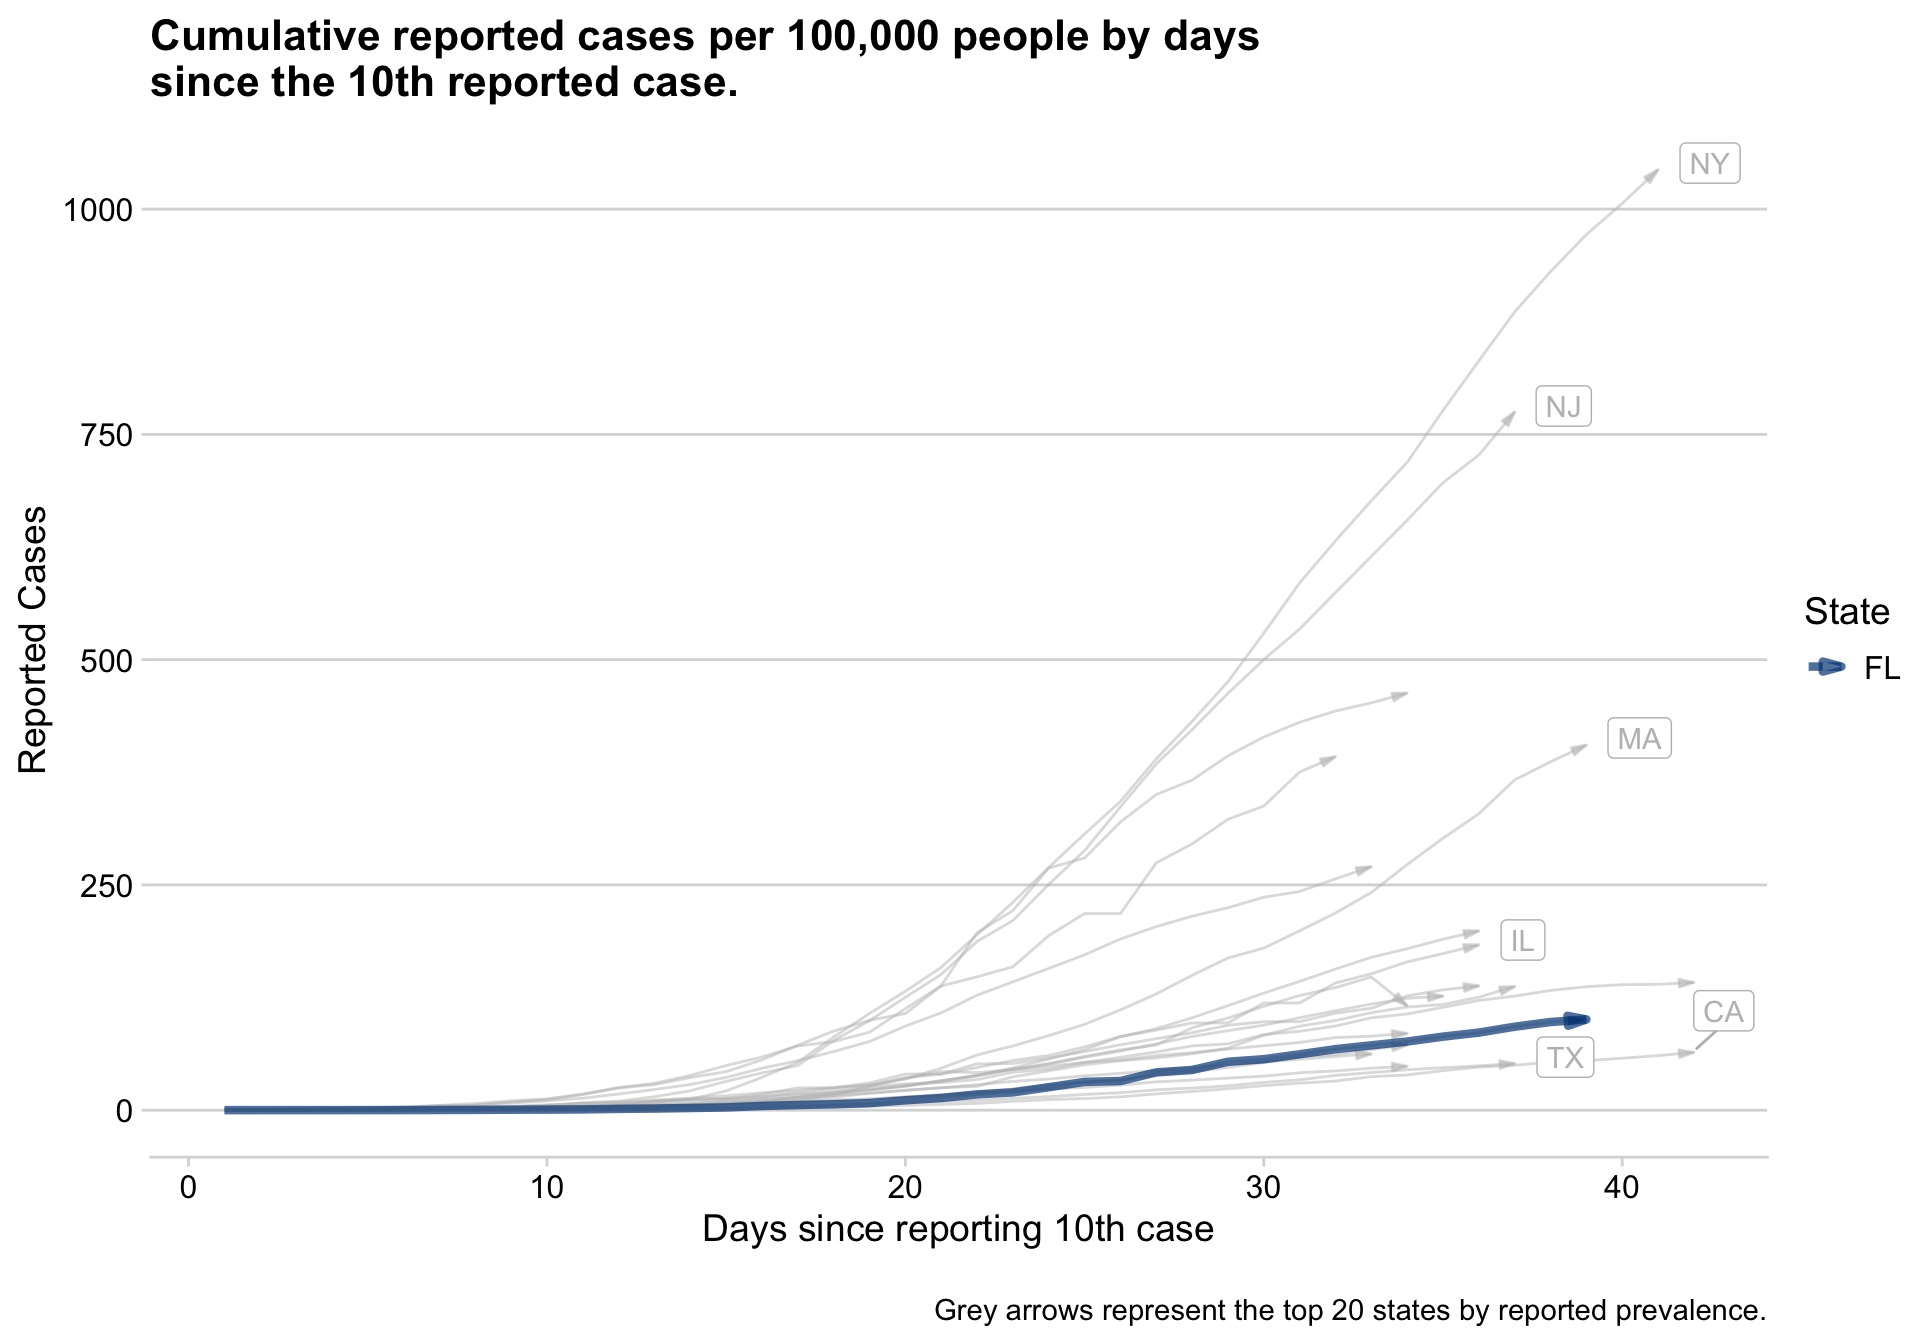 Cumulative reported cases per 100,000 people by days
since the 10th reported case.
Reported Cases
1000
750
500
250
0
NY
NJ
MA
IL
CA
TX
State
FL
0
10
20
30
40
Days since reporting 10th case
Grey arrows represent the top 20 states by reported prevalence.